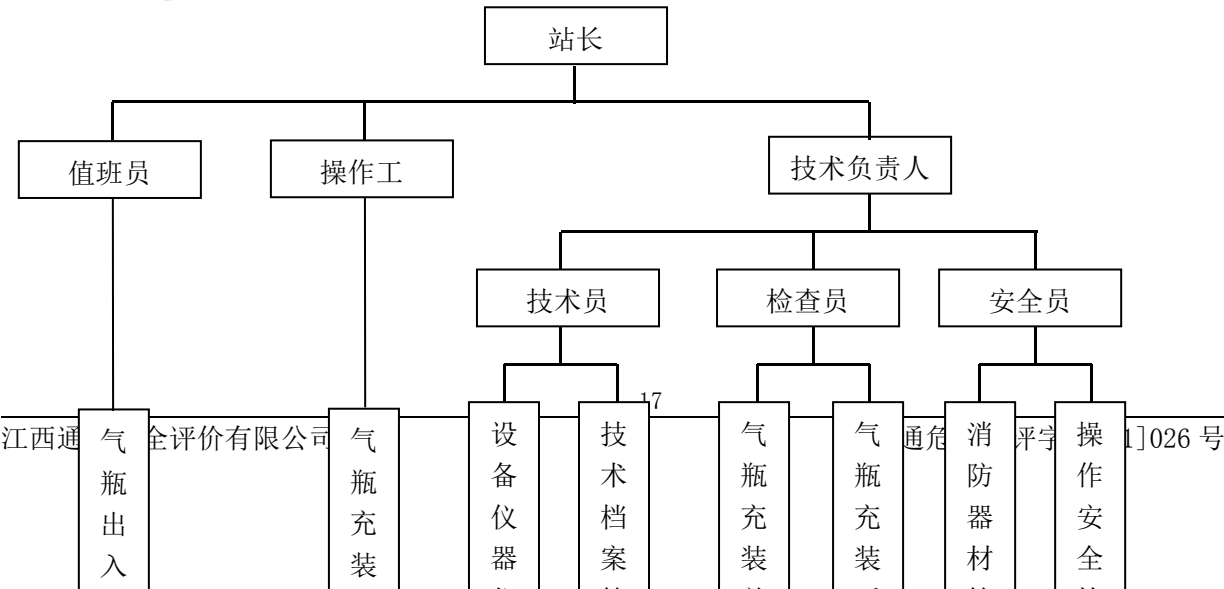 站长
值班员
操作工
技术负责人
技术员
检查员
安全员
17
江西通
全评价有限公司
通危
评字
1]026 号
气瓶出入
气瓶充装
设备仪器
技术档案
气瓶充装
气瓶充装
消防器材
操作安全